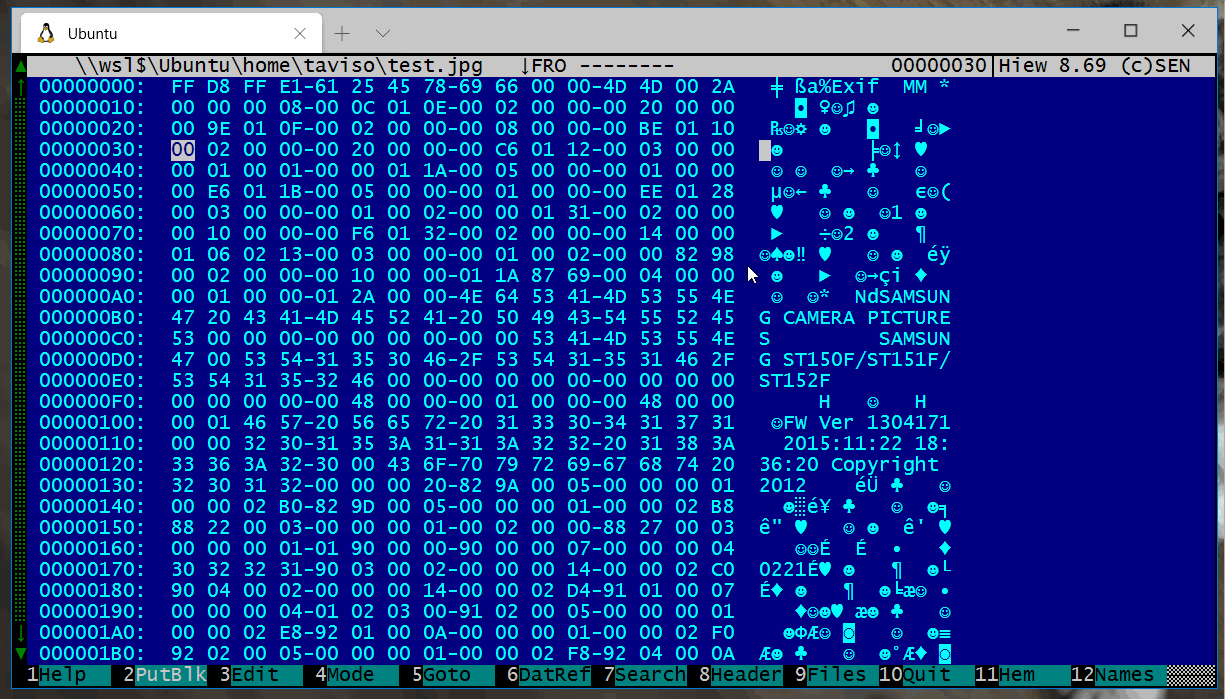 Ubuntu
\\wsl$\Ubuntu\home\taviso\test.jpg ↓FRO -------- 00000030|Hiew 8.69 (c)SEN
00000000: FF D8 FF E1-61 25 45 78-69 66 00 00-4D 4D 00 2A ╪ ßa%Exif MM *
00000010: 00 00 00 08-00 0C 01 0E-00 02 00 00-00 20 00 00 ◘ ♀☺♫ ☻
00000020: 00 9E 01 0F-00 02 00 00-00 08 00 00-00 BE 01 10 ₧☺☼ ☻ ◘ ╛☺►
00000030: 00 02 00 00-00 20 00 00-00 C6 01 12-00 03 00 00 ☻ ╞☺↕ ♥
00000040: 00 01 00 01-00 00 01 1A-00 05 00 00-00 01 00 00 ☺ ☺ ☺→ ♣ ☺
00000050: 00 E6 01 1B-00 05 00 00-00 01 00 00-00 EE 01 28 µ☺← ♣ ☺ ε☺(
00000060: 00 03 00 00-00 01 00 02-00 00 01 31-00 02 00 00 ♥ ☺ ☻ ☺1 ☻
00000070: 00 10 00 00-00 F6 01 32-00 02 00 00-00 14 00 00 ► ÷☺2 ☻ ¶
00000080: 01 06 02 13-00 03 00 00-00 01 00 02-00 00 82 98 ☺♠☻‼ ♥ ☺ ☻ éÿ
00000090: 00 02 00 00-00 10 00 00-01 1A 87 69-00 04 00 00 ☻ ► ☺→çi ♦
000000A0: 00 01 00 00-01 2A 00 00-4E 64 53 41-4D 53 55 4E ☺ ☺* NdSAMSUN
000000B0: 47 20 43 41-4D 45 52 41-20 50 49 43-54 55 52 45 G CAMERA PICTURE
000000C0: 53 00 00 00-00 00 00 00-00 00 53 41-4D 53 55 4E S SAMSUN
000000D0: 47 00 53 54-31 35 30 46-2F 53 54 31-35 31 46 2F G ST150F/ST151F/
000000E0: 53 54 31 35-32 46 00 00-00 00 00 00-00 00 00 00 ST152F
000000F0: 00 00 00 00-00 48 00 00-00 01 00 00-00 48 00 00 H ☺ H
00000100: 00 01 46 57-20 56 65 72-20 31 33 30-34 31 37 31 ☺FW Ver 1304171
00000110: 00 00 32 30-31 35 3A 31-31 3A 32 32-20 31 38 3A 2015:11:22 18:
00000120: 33 36 3A 32-30 00 43 6F-70 79 72 69-67 68 74 20 36:20 Copyright
00000130: 32 30 31 32-00 00 00 20-82 9A 00 05-00 00 00 01 2012 éÜ ♣ ☺
00000140: 00 00 02 B0-82 9D 00 05-00 00 00 01-00 00 02 B8 ☻░é¥ ♣ ☺ ☻╕
00000150: 88 22 00 03-00 00 00 01-00 02 00 00-88 27 00 03 ê" ♥ ☺ ☻ ê' ♥
00000160: 00 00 00 01-01 90 00 00-90 00 00 07-00 00 00 04 ☺☺É É • ♦
00000170: 30 32 32 31-90 03 00 02-00 00 00 14-00 00 02 C0 0221É♥ ☻ ¶ ☻└
00000180: 90 04 00 02-00 00 00 14-00 00 02 D4-91 01 00 07 É♦ ☻ ¶ ☻╘æ☺ •
00000190: 00 00 00 04-01 02 03 00-91 02 00 05-00 00 00 01 ♦☺☻♥ æ☻ ♣ ☺
000001A0: 00 00 02 E8-92 01 00 0A-00 00 00 01-00 00 02 F0 ☻ΦÆ☺ ◙ ☺ ☻≡
000001B0: 92 02 00 05-00 00 00 01-00 00 02 F8-92 04 00 0A Æ☻ ♣ ☺ ☻°Æ♦ ◙
1Help 2PutBlk 3Edit 4Mode 5Goto 6DatRef 7Search 8Header 9Files 10Quit 11Hem 12Names